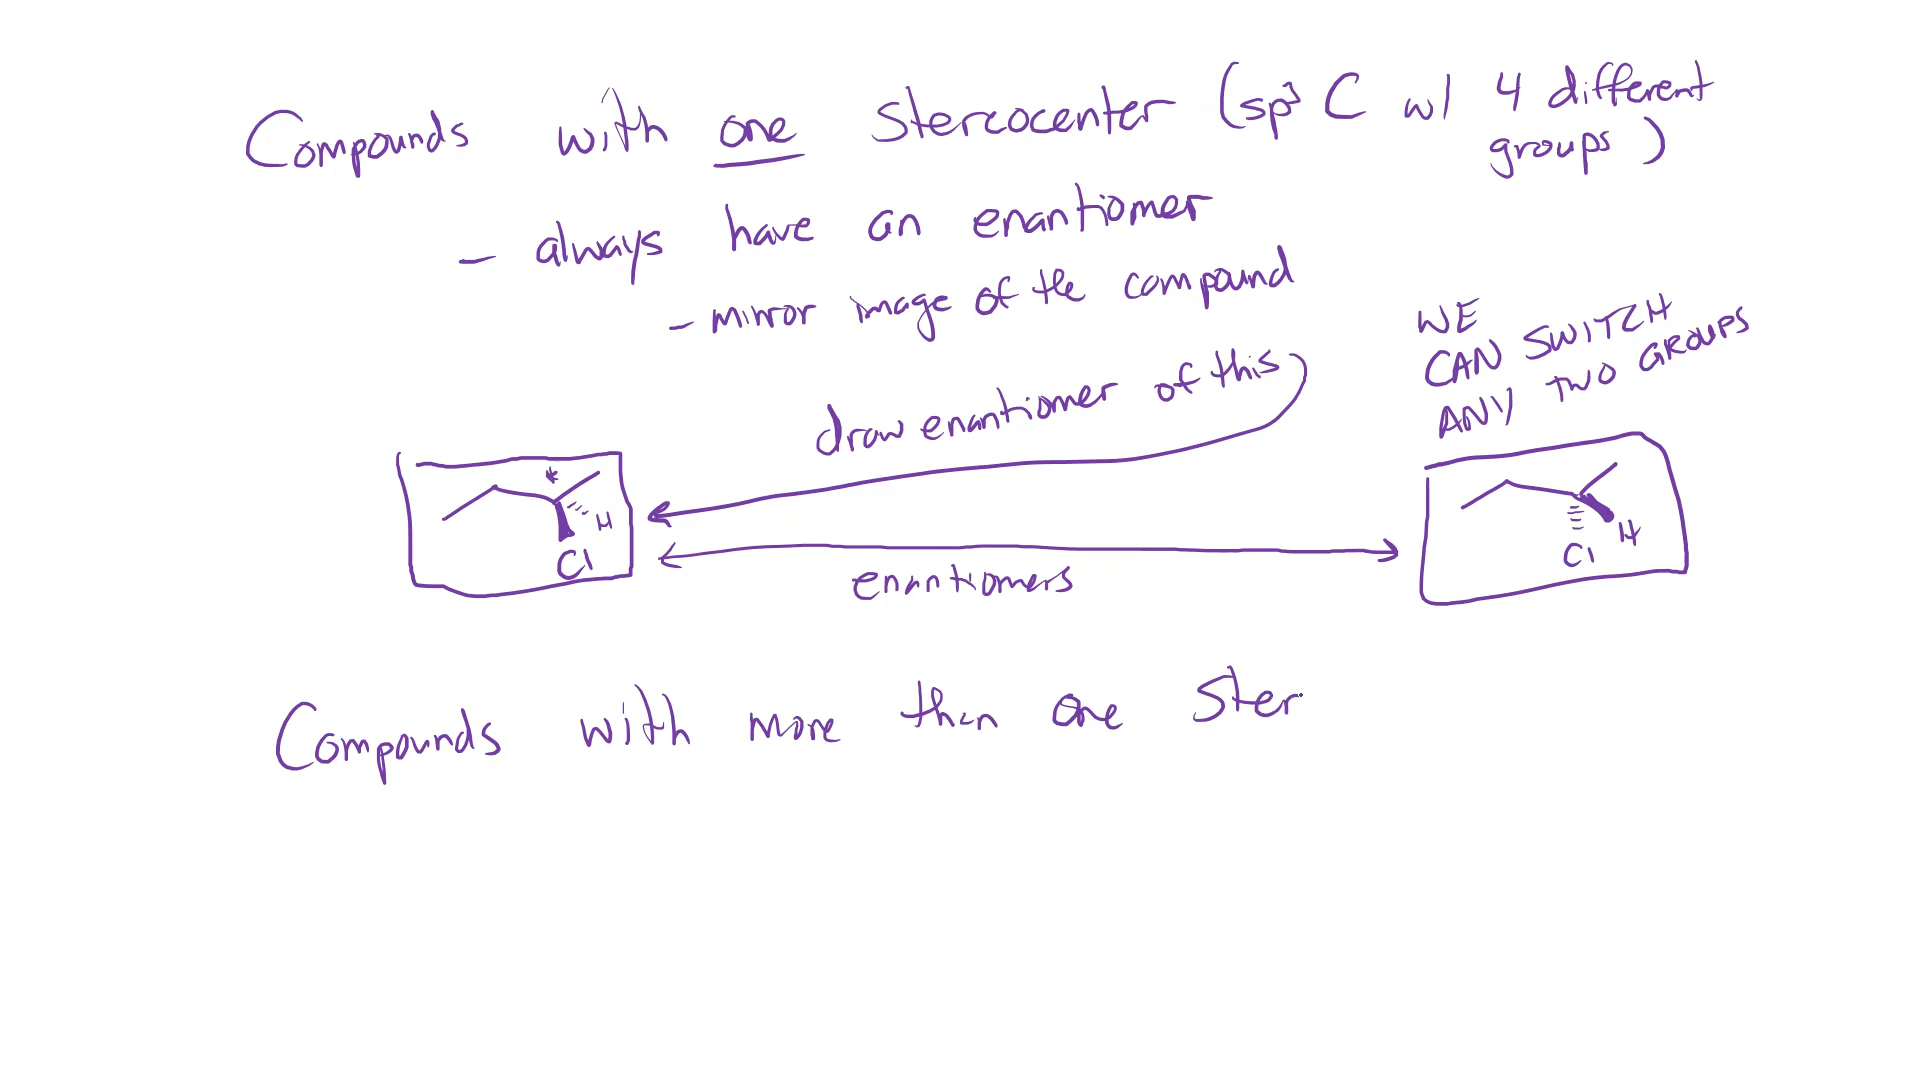 Compounds with one stereocenter (sp³ C w/ 4 different
groups)
- always have an enantiomer
- mirror image of the compound
WE
CAN SWITCH
ANY TWO GROUPS
draw enantiomer of this
*
H
Cl
enantiomers
H
Cl
Compounds with more than one Ster